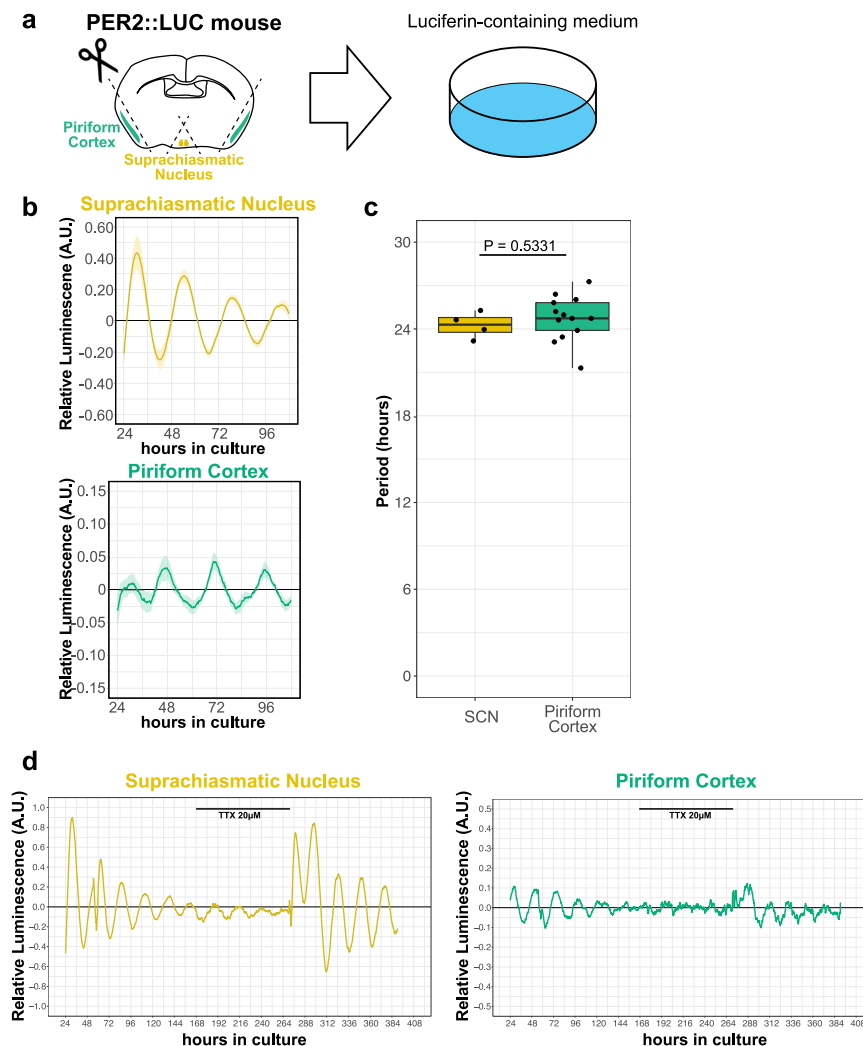 a
PER2::LUC mouse
Luciferin-containing medium
Piriform
Cortex
Suprachiasmatic
Nucleus
b
Suprachiasmatic Nucleus
Relative Luminescene (A.U.)
0.60
0.40
0.20
0
-0.20
-0.40
-0.60
24 48 72 96
hours in culture
Piriform Cortex
Relative Luminescence (A.U.)
0.15
0.10
0.05
0
-0.05
-0.10
-0.15
24 48 72 96
hours in culture
c
P = 0.5331
Period (hours)
30
24
18
12
6
0
SCN
Piriform
Cortex
d
Suprachiasmatic Nucleus
Relative Luminescence (A.U.)
1.0
0.8
0.6
0.4
0.2
0.0
-0.2
-0.4
-0.6
-0.8
-1.0
TTX 20μM
24 48 72 96 120 144 168 192 216 240 264 288 312 336 360 384 408
hours in culture
Piriform Cortex
Relative Luminescence (A.U.)
0.5
0.4
0.3
0.2
0.1
0.0
-0.1
-0.2
-0.3
-0.4
-0.5
TTX 20μM
24 48 72 96 120 144 168 192 216 240 264 288 312 336 360 384 408
hours in culture